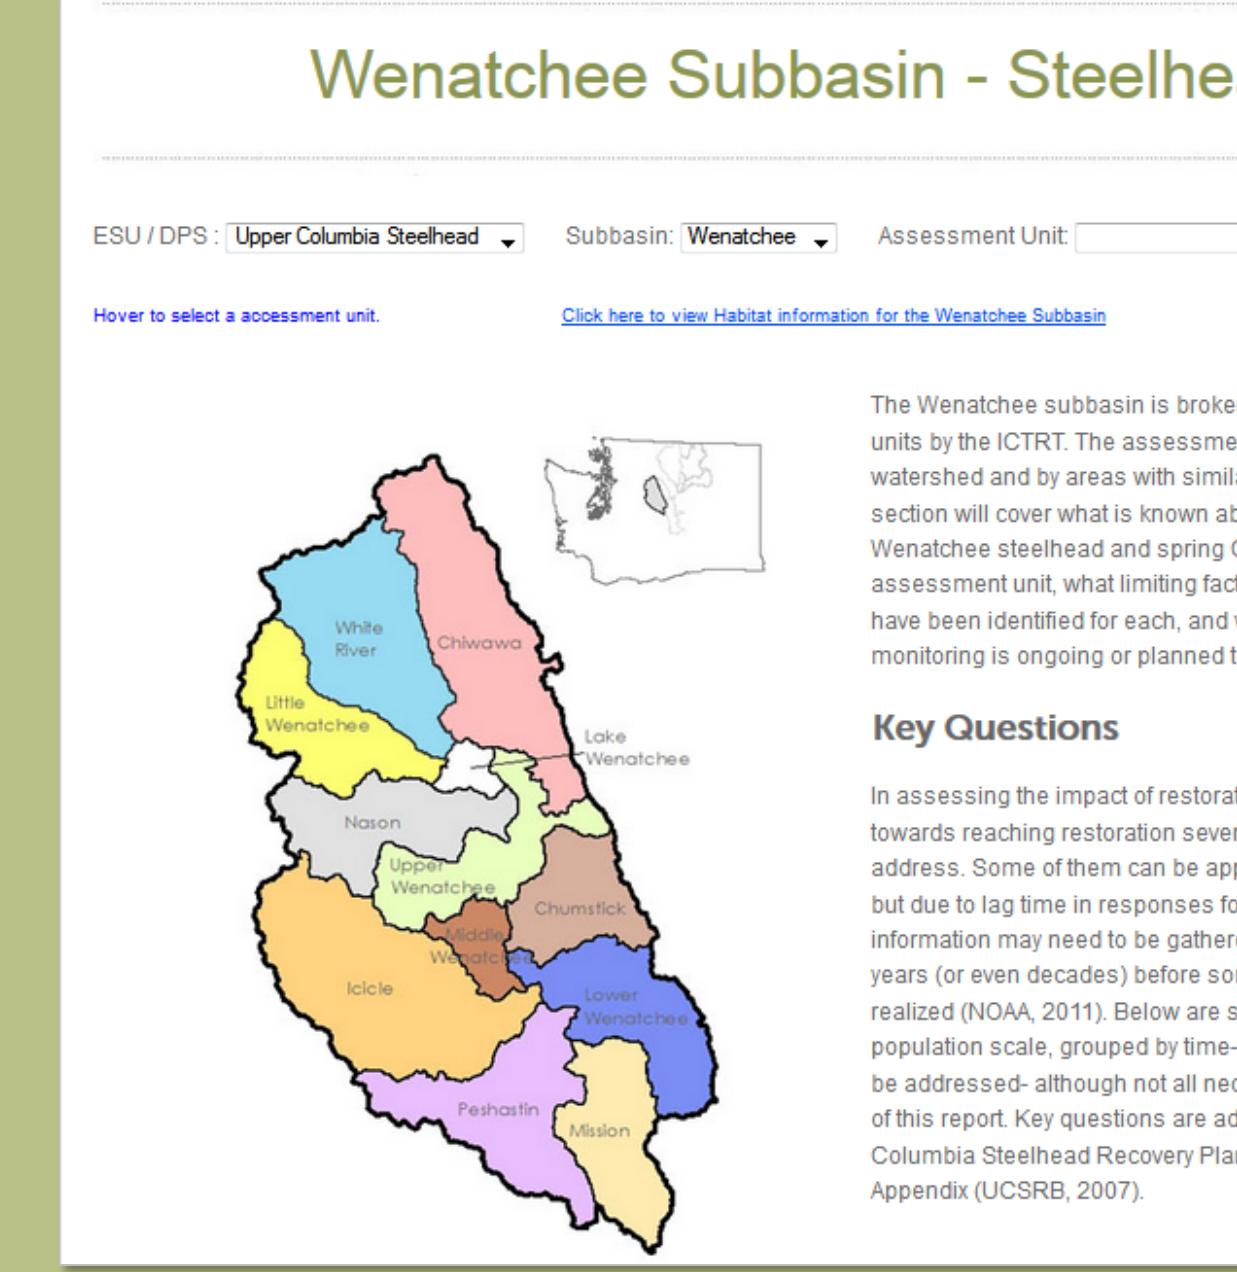 Wenatchee Subbasin - Steelhe
ESU / DPS : Upper Columbia Steelhead Subbasin: Wenatchee Assessment Unit:
Hover to select a accessment unit. Click here to view Habitat information for the Wenatchee Subbasin
The Wenatchee subbasin is broke
units by the ICTRT. The assessme
watershed and by areas with simil
section will cover what is known ab
Wenatchee steelhead and spring
assessment unit, what limiting fact
have been identified for each, and
monitoring is ongoing or planned t
Key Questions
In assessing the impact of restorat
towards reaching restoration sever
address. Some of them can be app
but due to lag time in responses fo
information may need to be gather
years (or even decades) before so
realized (NOAA, 2011). Below are s
population scale, grouped by time-
be addressed- although not all nec
of this report. Key questions are ad
Columbia Steelhead Recovery Pla
Appendix (UCSRB, 2007).
White
River
Chiwawa
Little
Wenatchee
Lake
Wenatchee
Nason
Upper
Wenatchee
Chumstick
Middle
Wenatchee
Icicle
Lower
Wenatchee
Peshastin
Mission